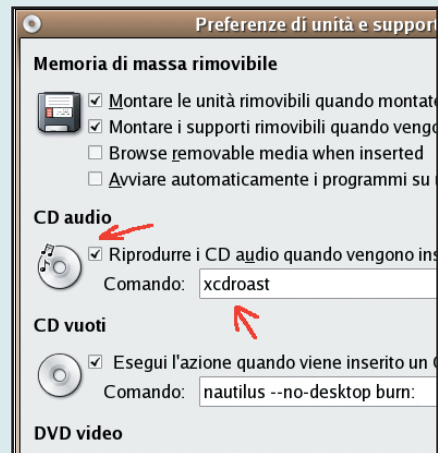 Preferenze di unità e support
Memoria di massa rimovibile
Montare le unità rimovibili quando montat
Montare i supporti rimovibili quando vengo
Browse removable media when inserted
Avviare automaticamente i programmi su
CD audio
Riprodurre i CD audio quando vengono ins
Comando: xcdroast
CD vuoti
Esegui l'azione quando viene inserito un
Comando: nautilus --no-desktop burn:
DVD video